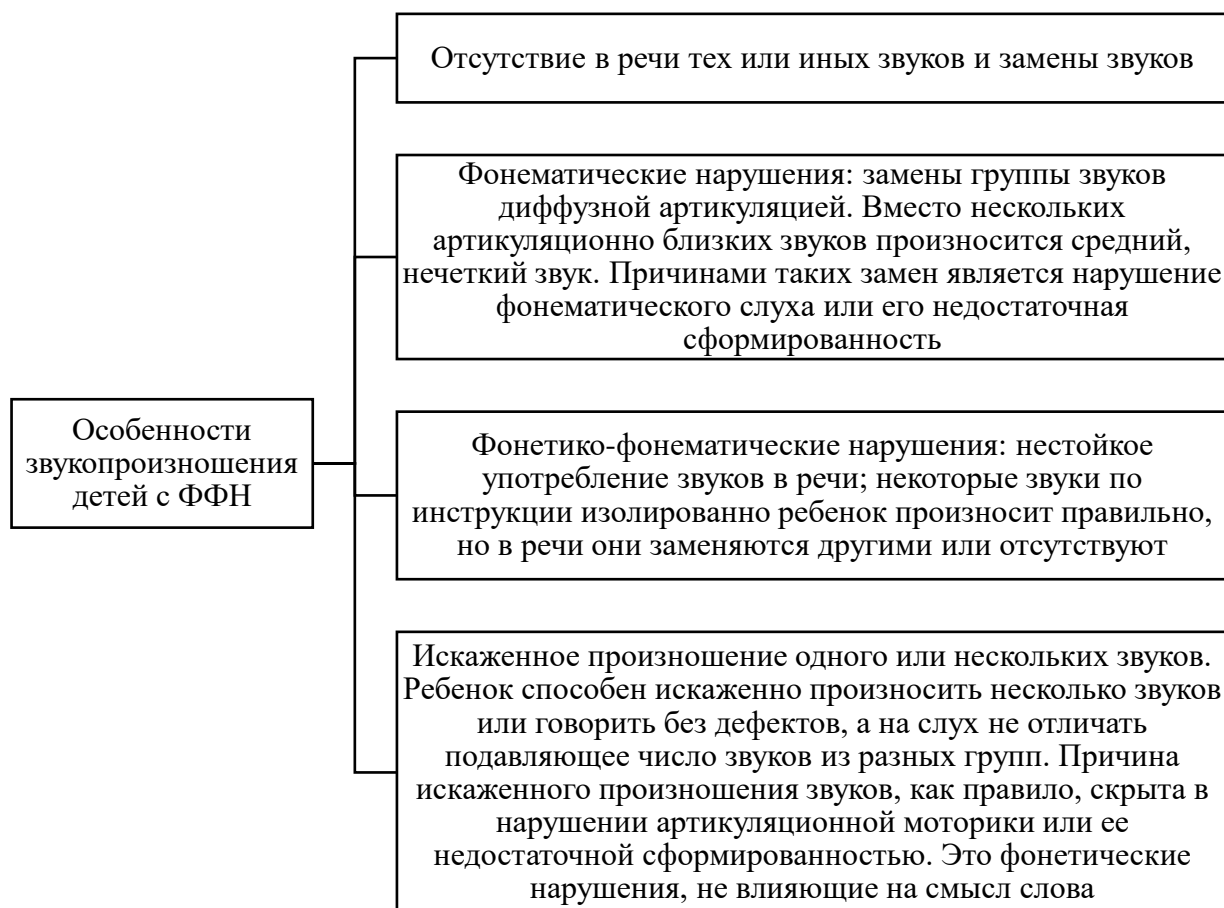 Отсутствие в речи тех или иных звуков и замены звуков
Фонематические нарушения: замены группы звуков
диффузной артикуляцией. Вместо нескольких
артикуляционно близких звуков произносится средний,
нечеткий звук. Причинами таких замен является нарушение
фонематического слуха или его недостаточная
сформированность
Особенности
звукопроизношения
детей с ФФН
Фонетико-фонематические нарушения: нестойкое
употребление звуков в речи; некоторые звуки по
инструкции изолированно ребенок произносит правильно,
но в речи они заменяются другими или отсутствуют
Искаженное произношение одного или нескольких звуков.
Ребенок способен искаженно произносить несколько звуков
или говорить без дефектов, а на слух не отличать
подавляющее число звуков из разных групп. Причина
искаженного произношения звуков, как правило, скрыта в
нарушении артикуляционной моторики или ее
недостаточной сформированностью. Это фонетические
нарушения, не влияющие на смысл слова